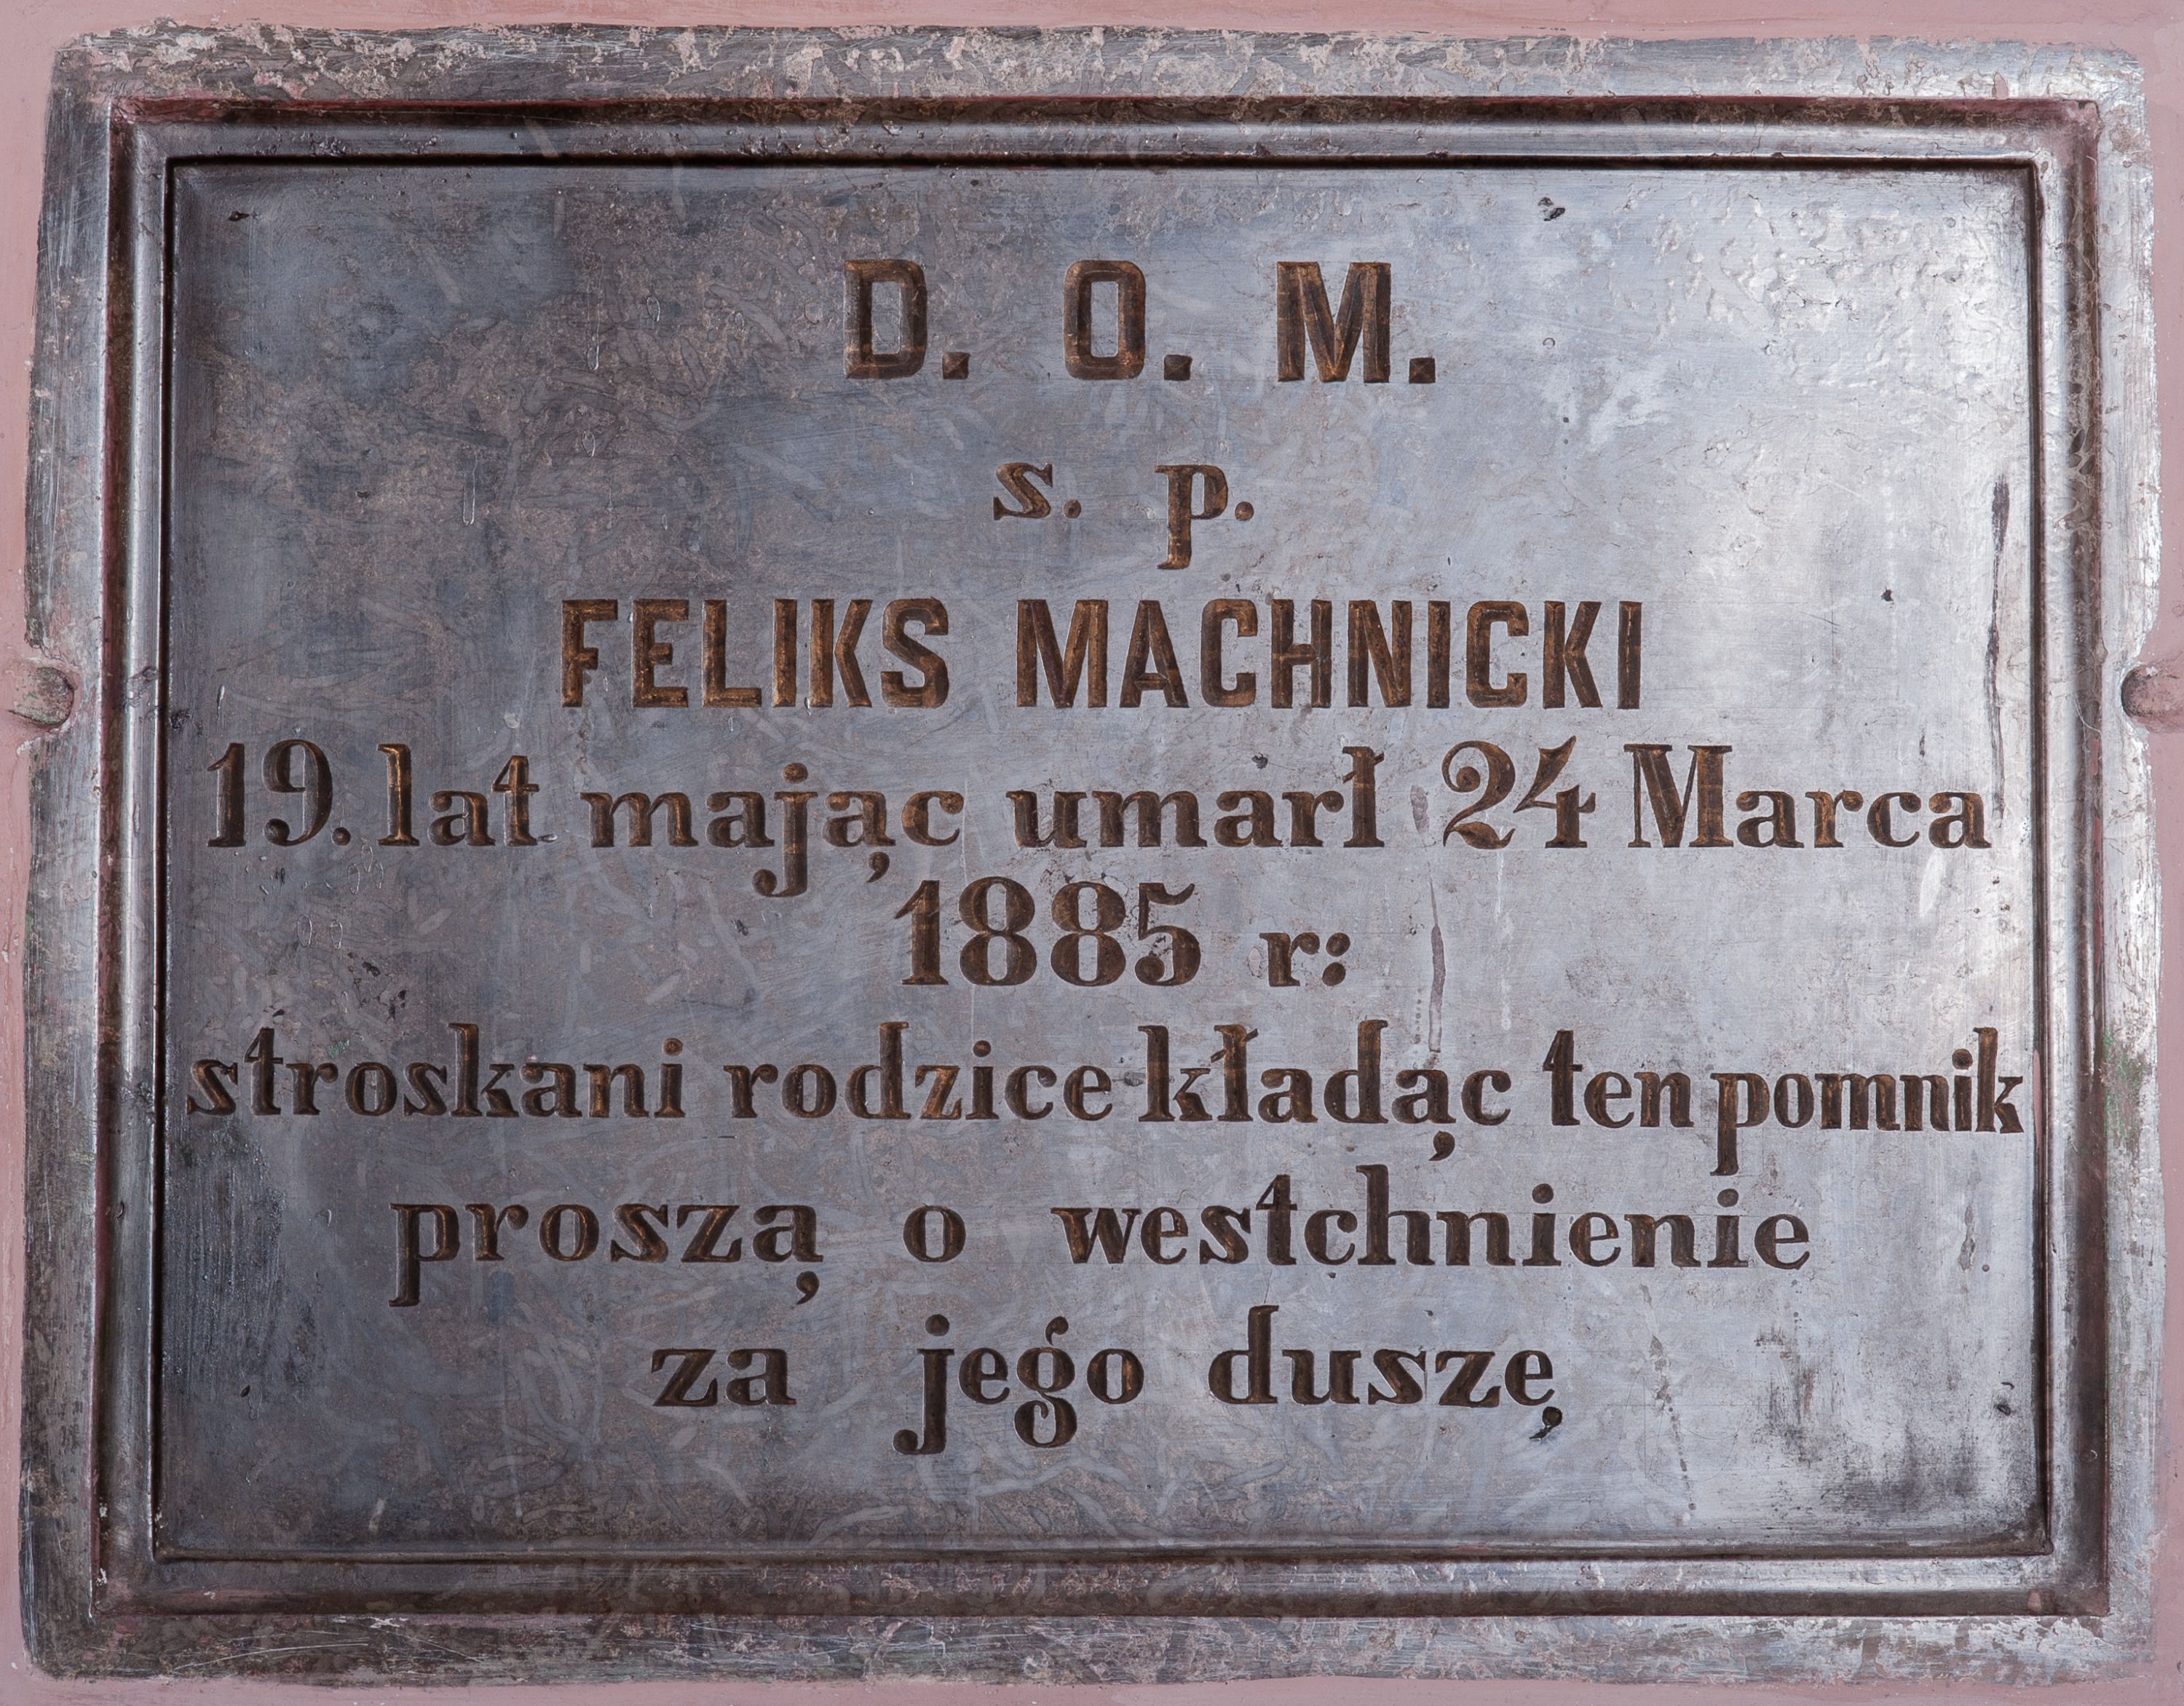 D. O. M.
s. p.
FELIKS MACHNICKI
19. lat mając umarł 24 Marca
1885 r:
stroskani rodzice kładąc ten pomnik
proszą o westchnienie
za jego duszę